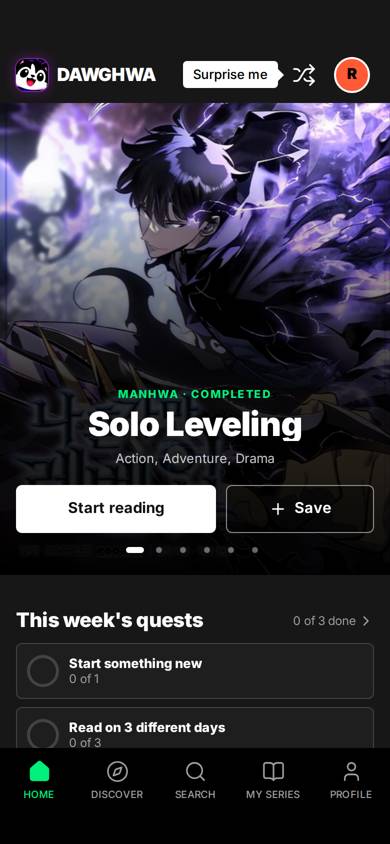 DAWGHWA
Surprise me
R
MANHWA · COMPLETED
Solo Leveling
Action, Adventure, Drama
Start reading
+ Save
This week's quests
0 of 3 done
Start something new
0 of 1
Read on 3 different days
0 of 3
HOME
DISCOVER
SEARCH
MY SERIES
PROFILE